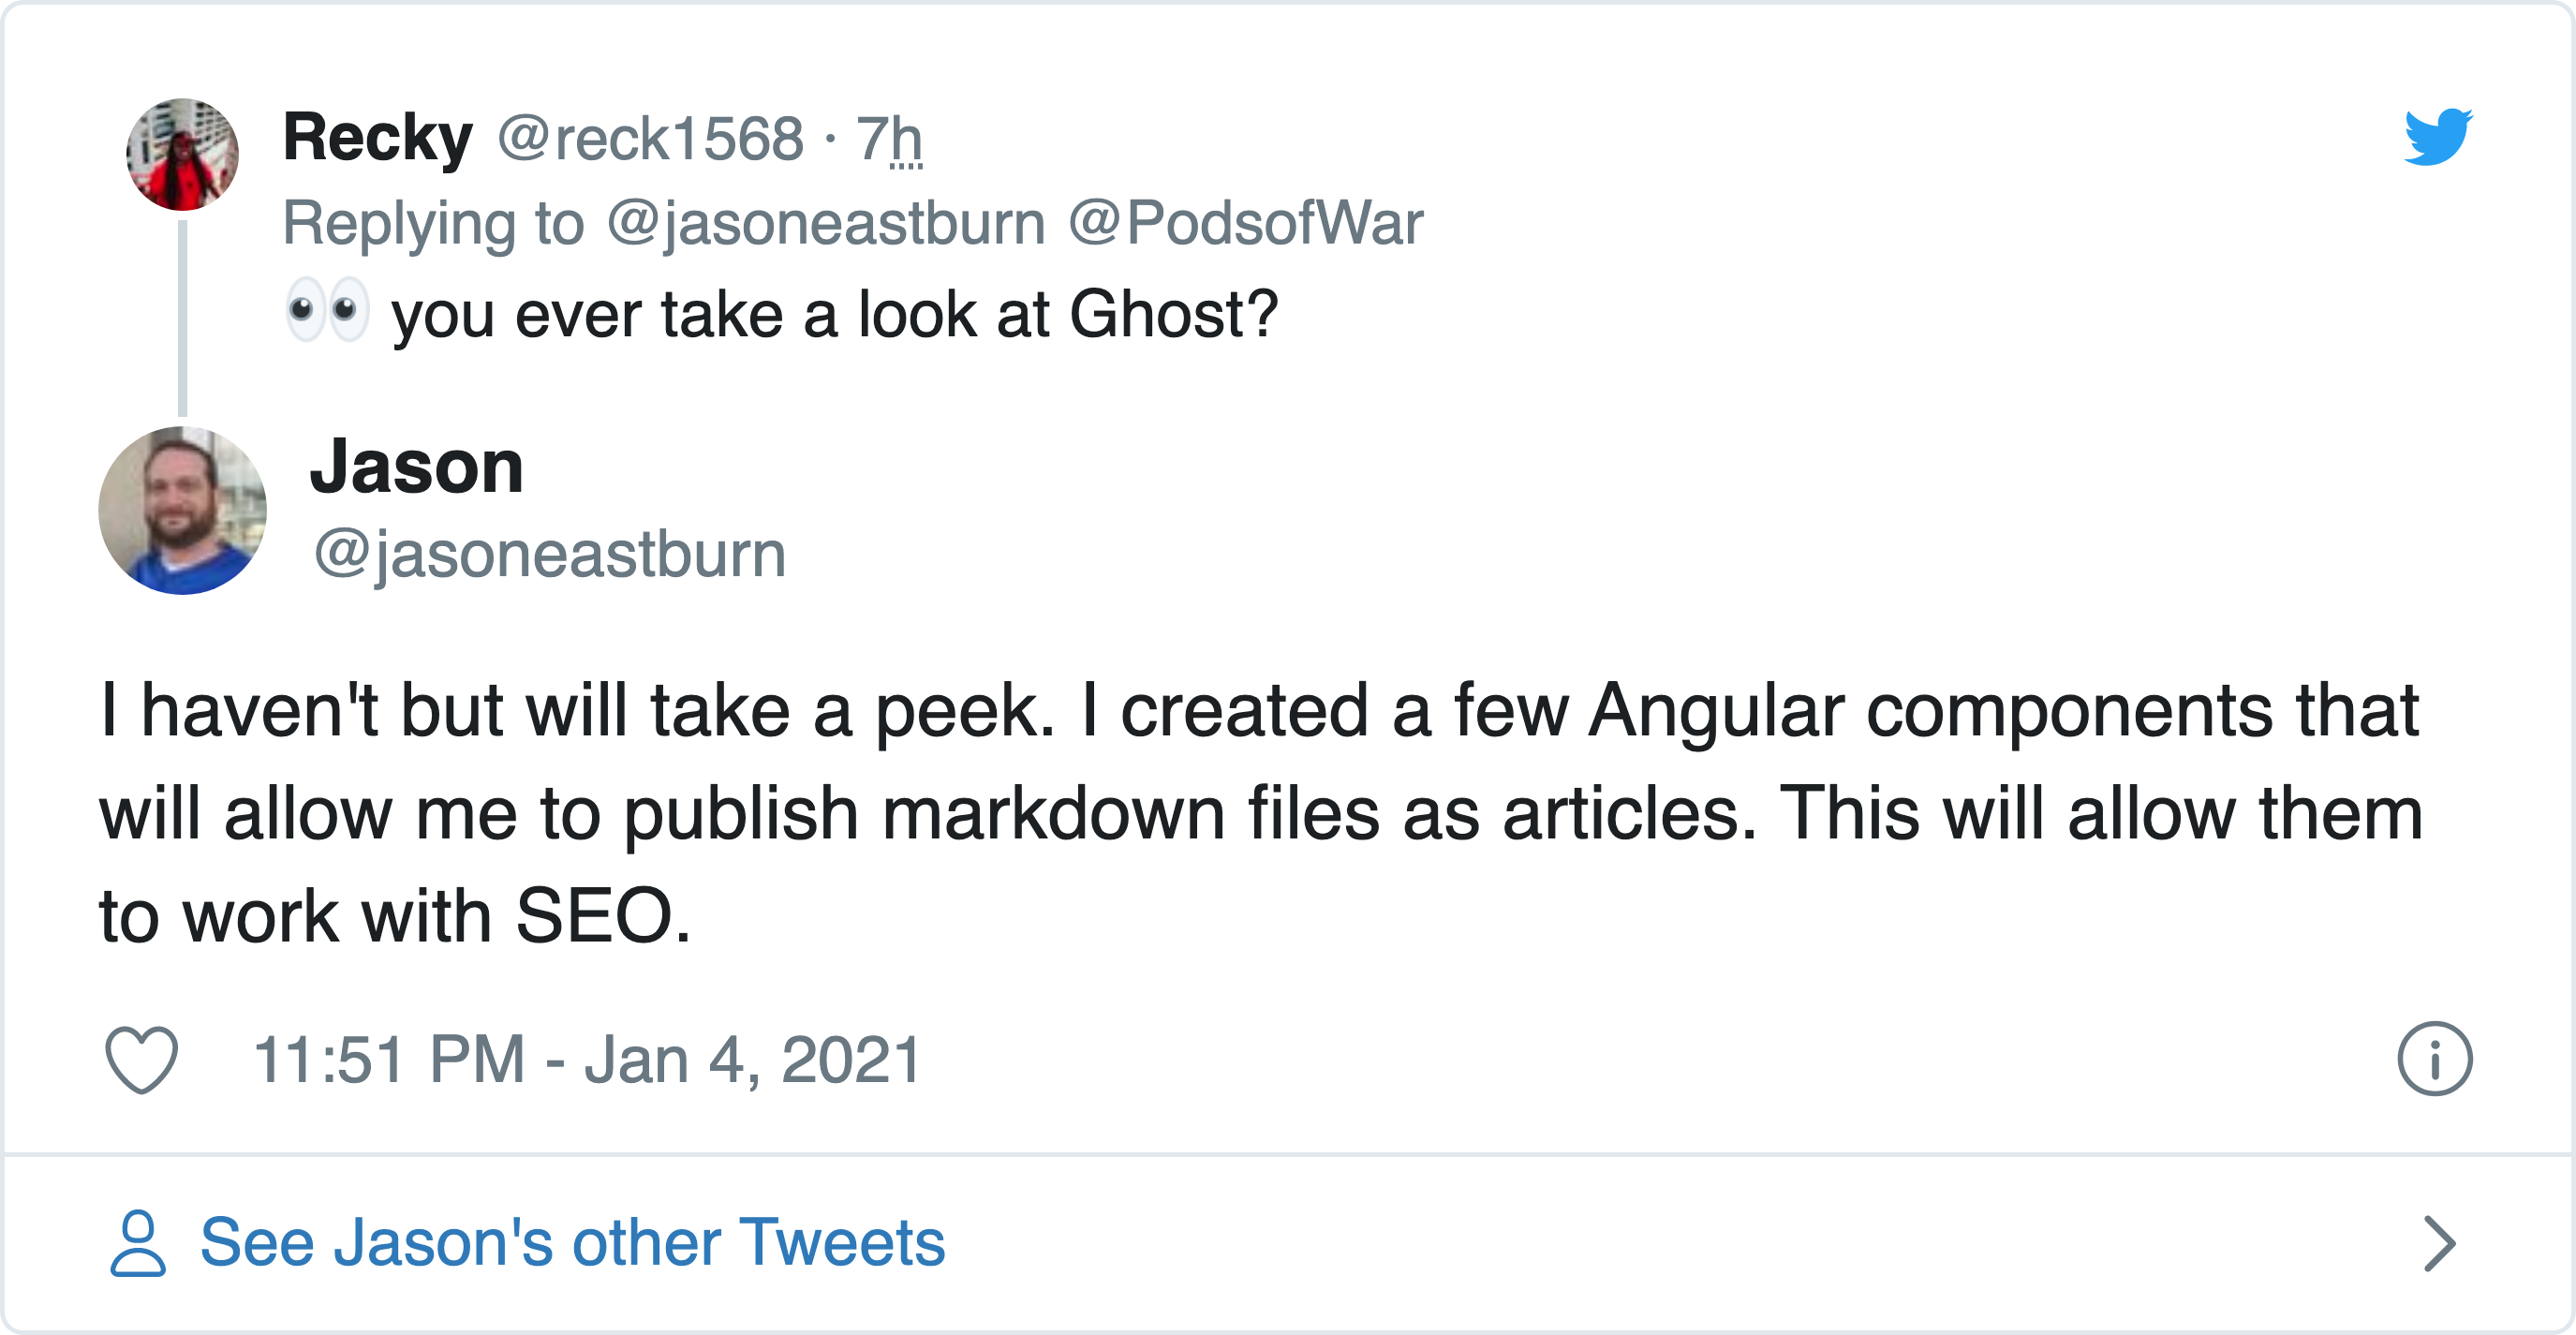 Recky @reck1568 · 7h
Replying to @jasoneastburn @PodsofWar
👀 you ever take a look at Ghost?
Jason
@jasoneastburn
I haven't but will take a peek. I created a few Angular components that
will allow me to publish markdown files as articles. This will allow them
to work with SEO.
11:51 PM - Jan 4, 2021
See Jason's other Tweets